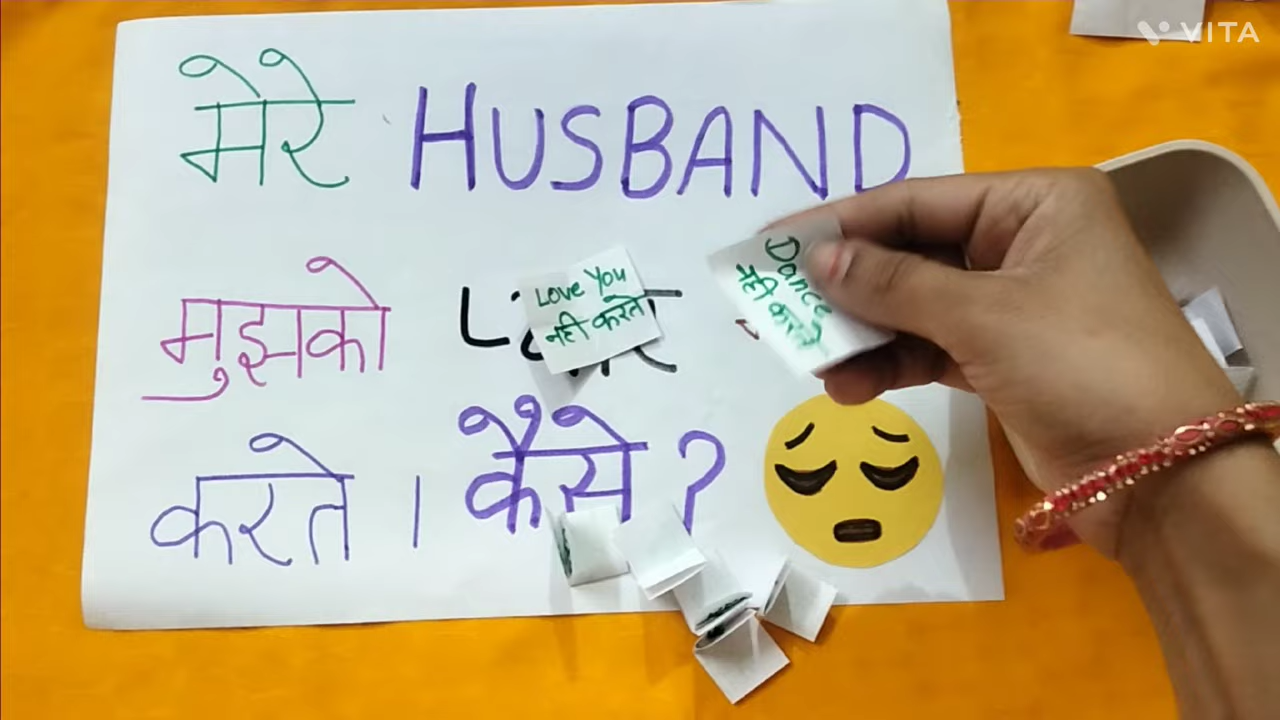 मेरे HUSBAND
मुझको
Love You
नही करते
Dance
नही करते
करते । कैसे ?
VITA